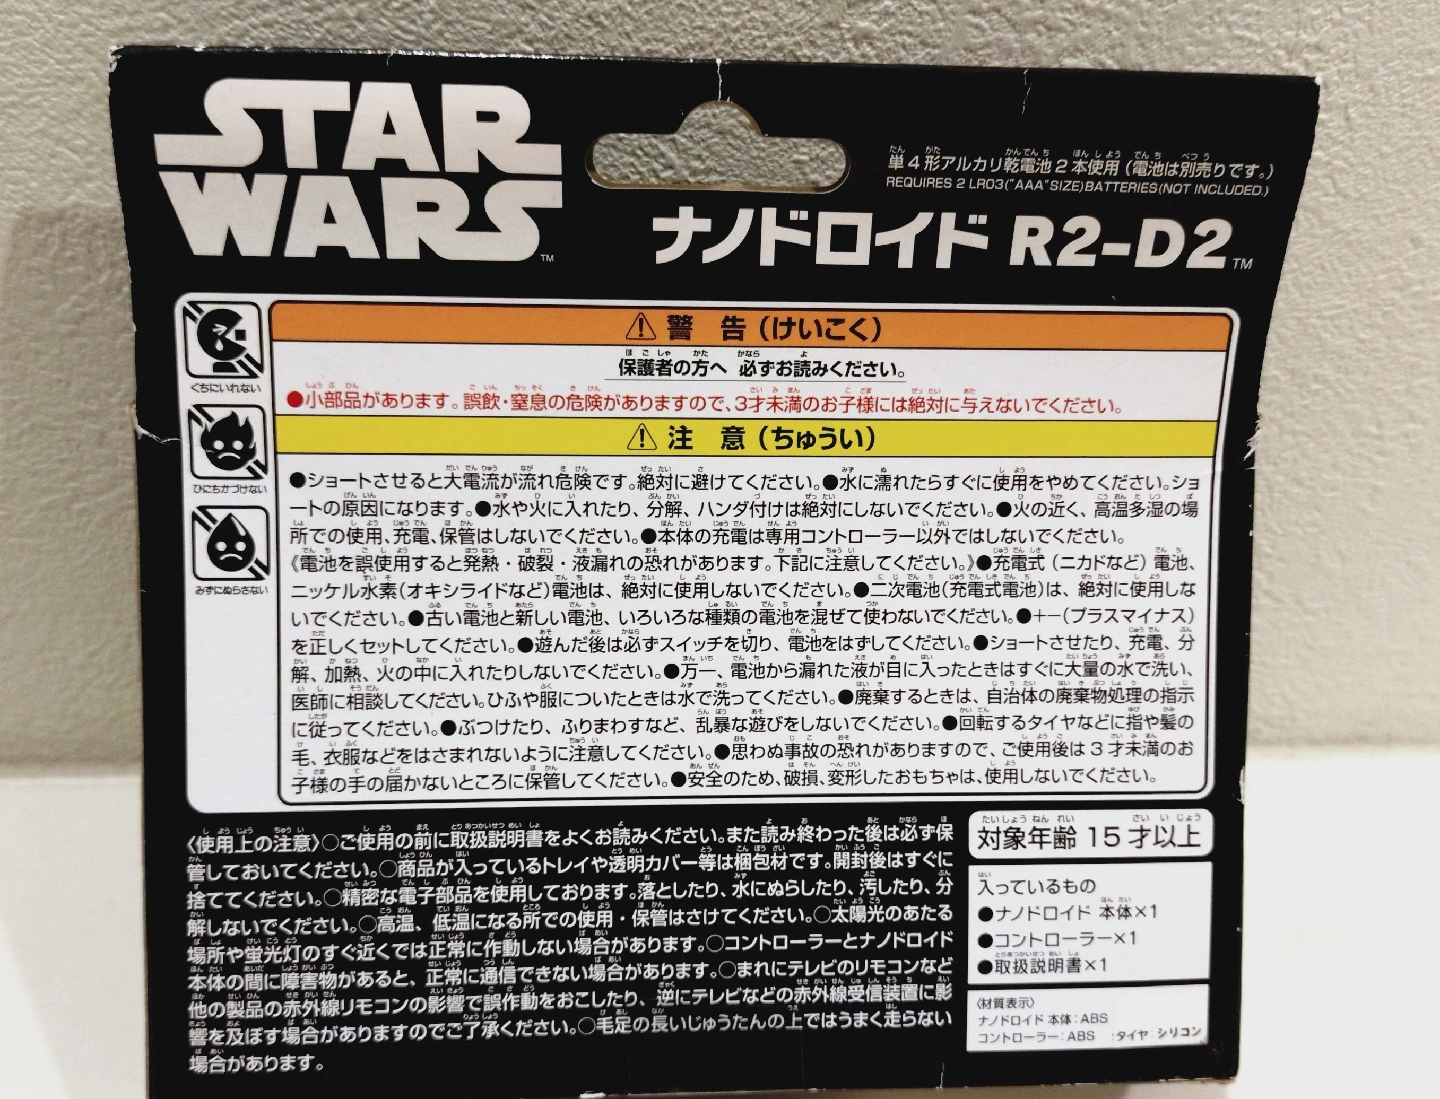 STAR
WARS™
単4形アルカリ乾電池2本使用(電池は別売りです。)
REQUIRES 2 LR03("AAA"SIZE)BATTERIES(NOT INCLUDED.)
ナノドロイド R2-D2™
くちにいれない
ひにちかづけない
みずにぬらさない
⚠ 警 告(けいこく)
保護者の方へ 必ずお読みください。
●小部品があります。誤飲・窒息の危険がありますので、3才未満のお子様には絶対に与えないでください。
⚠ 注 意(ちゅうい)
●ショートさせると大電流が流れ危険です。絶対に避けてください。●水に濡れたらすぐに使用をやめてください。ショ
ートの原因になります。●水や火に入れたり、分解、ハンダ付けは絶対にしないでください。●火の近く、高温多湿の場
所での使用、充電、保管はしないでください。●本体の充電は専用コントローラー以外ではしないでください。
《電池を誤使用すると発熱・破裂・液漏れの恐れがあります。下記に注意してください。》●充電式(ニカドなど)電池、
ニッケル水素(オキシライドなど)電池は、絶対に使用しないでください。●二次電池(充電式電池)は、絶対に使用しな
いでください。●古い電池と新しい電池、いろいろな種類の電池を混ぜて使わないでください。●+−(プラスマイナス)
を正しくセットしてください。●遊んだ後は必ずスイッチを切り、電池をはずしてください。●ショートさせたり、充電、分
解、加熱、火の中に入れたりしないでください。●万一、電池から漏れた液が目に入ったときはすぐに大量の水で洗い、
医師に相談してください。ひふや服についたときは水で洗ってください。●廃棄するときは、自治体の廃棄物処理の指示
に従ってください。●ぶつけたり、ふりまわすなど、乱暴な遊びをしないでください。●回転するタイヤなどに指や髪の
毛、衣服などをはさまれないように注意してください。●思わぬ事故の恐れがありますので、ご使用後は3才未満のお
子様の手の届かないところに保管してください。●安全のため、破損、変形したおもちゃは、使用しないでください。
〈使用上の注意〉○ご使用の前に取扱説明書をよくお読みください。また読み終わった後は必ず保
管しておいてください。○商品が入っているトレイや透明カバー等は梱包材です。開封後はすぐに
捨ててください。○精密な電子部品を使用しております。落としたり、水にぬらしたり、汚したり、分
解しないでください。○高温、低温になる所での使用・保管はさけてください。○太陽光のあたる
場所や蛍光灯のすぐ近くでは正常に作動しない場合があります。○コントローラーとナノドロイド
本体の間に障害物があると、正常に通信できない場合があります。○まれにテレビのリモコンなど
他の製品の赤外線リモコンの影響で誤作動をおこしたり、逆にテレビなどの赤外線受信装置に影
響を及ぼす場合がありますのでご了承ください。○毛足の長いじゅうたんの上ではうまく走らない
場合があります。
対象年齢 15才以上
入っているもの
●ナノドロイド 本体×1
●コントローラー×1
●取扱説明書×1
〈材質表示〉
ナノドロイド 本体：ABS
コントローラー：ABS ：タイヤ：シリコン